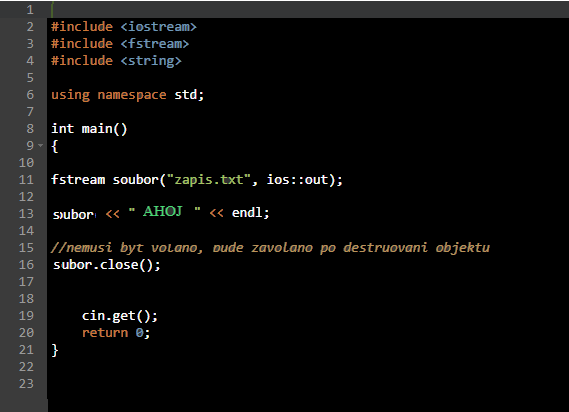 1
2 #include <iostream>
3 #include <fstream>
4 #include <string>
5
6 using namespace std;
7
8 int main()
9 {
10
11 fstream soubor("zapis.txt", ios::out);
12
13 subor << " AHOJ " << endl;
14
15 //nemusi byt volano, bude zavolano po destruovani objektu
16 subor.close();
17
18
19 cin.get();
20 return 0;
21 }
22
23